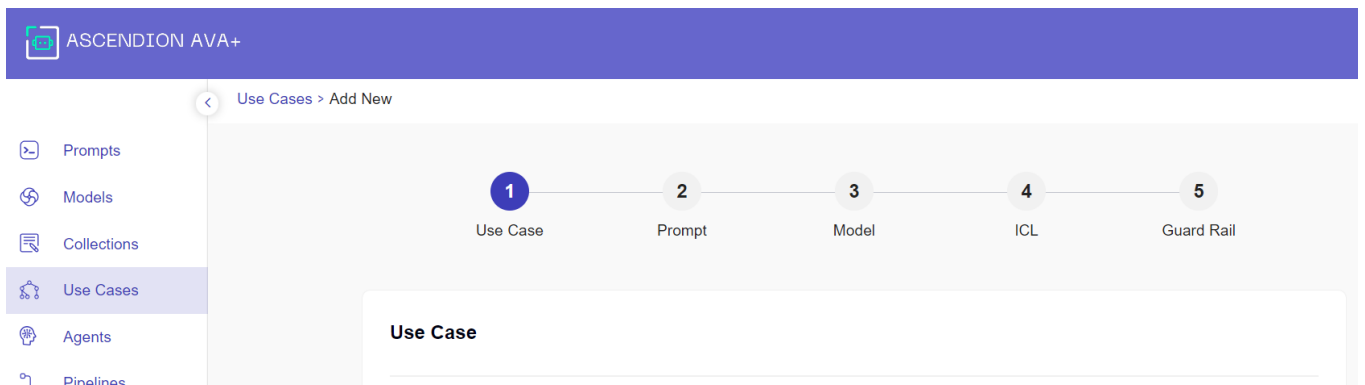 ASCENDION AVA+
Use Cases > Add New
Prompts
Models
Collections
Use Cases
Agents
Pipelines
1 2 3 4 5
Use Case Prompt Model ICL Guard Rail
Use Case